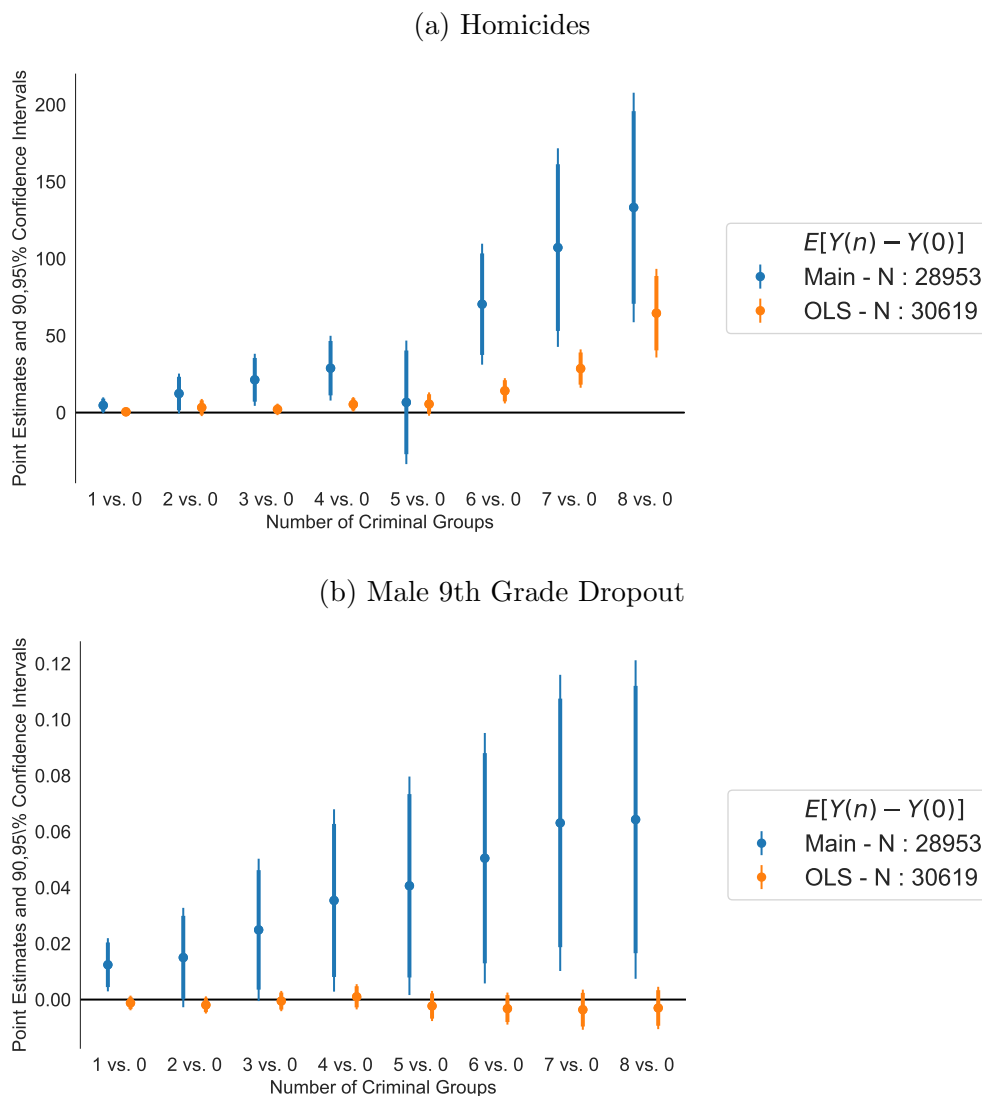 (a) Homicides
Point Estimates and 90,95\% Confidence Intervals
200
150
100
50
0
1 vs. 0 2 vs. 0 3 vs. 0 4 vs. 0 5 vs. 0 6 vs. 0 7 vs. 0 8 vs. 0
Number of Criminal Groups
E[Y(n) − Y(0)]
Main - N : 28953
OLS - N : 30619
(b) Male 9th Grade Dropout
Point Estimates and 90,95\% Confidence Intervals
0.12
0.10
0.08
0.06
0.04
0.02
0.00
1 vs. 0 2 vs. 0 3 vs. 0 4 vs. 0 5 vs. 0 6 vs. 0 7 vs. 0 8 vs. 0
Number of Criminal Groups
E[Y(n) − Y(0)]
Main - N : 28953
OLS - N : 30619